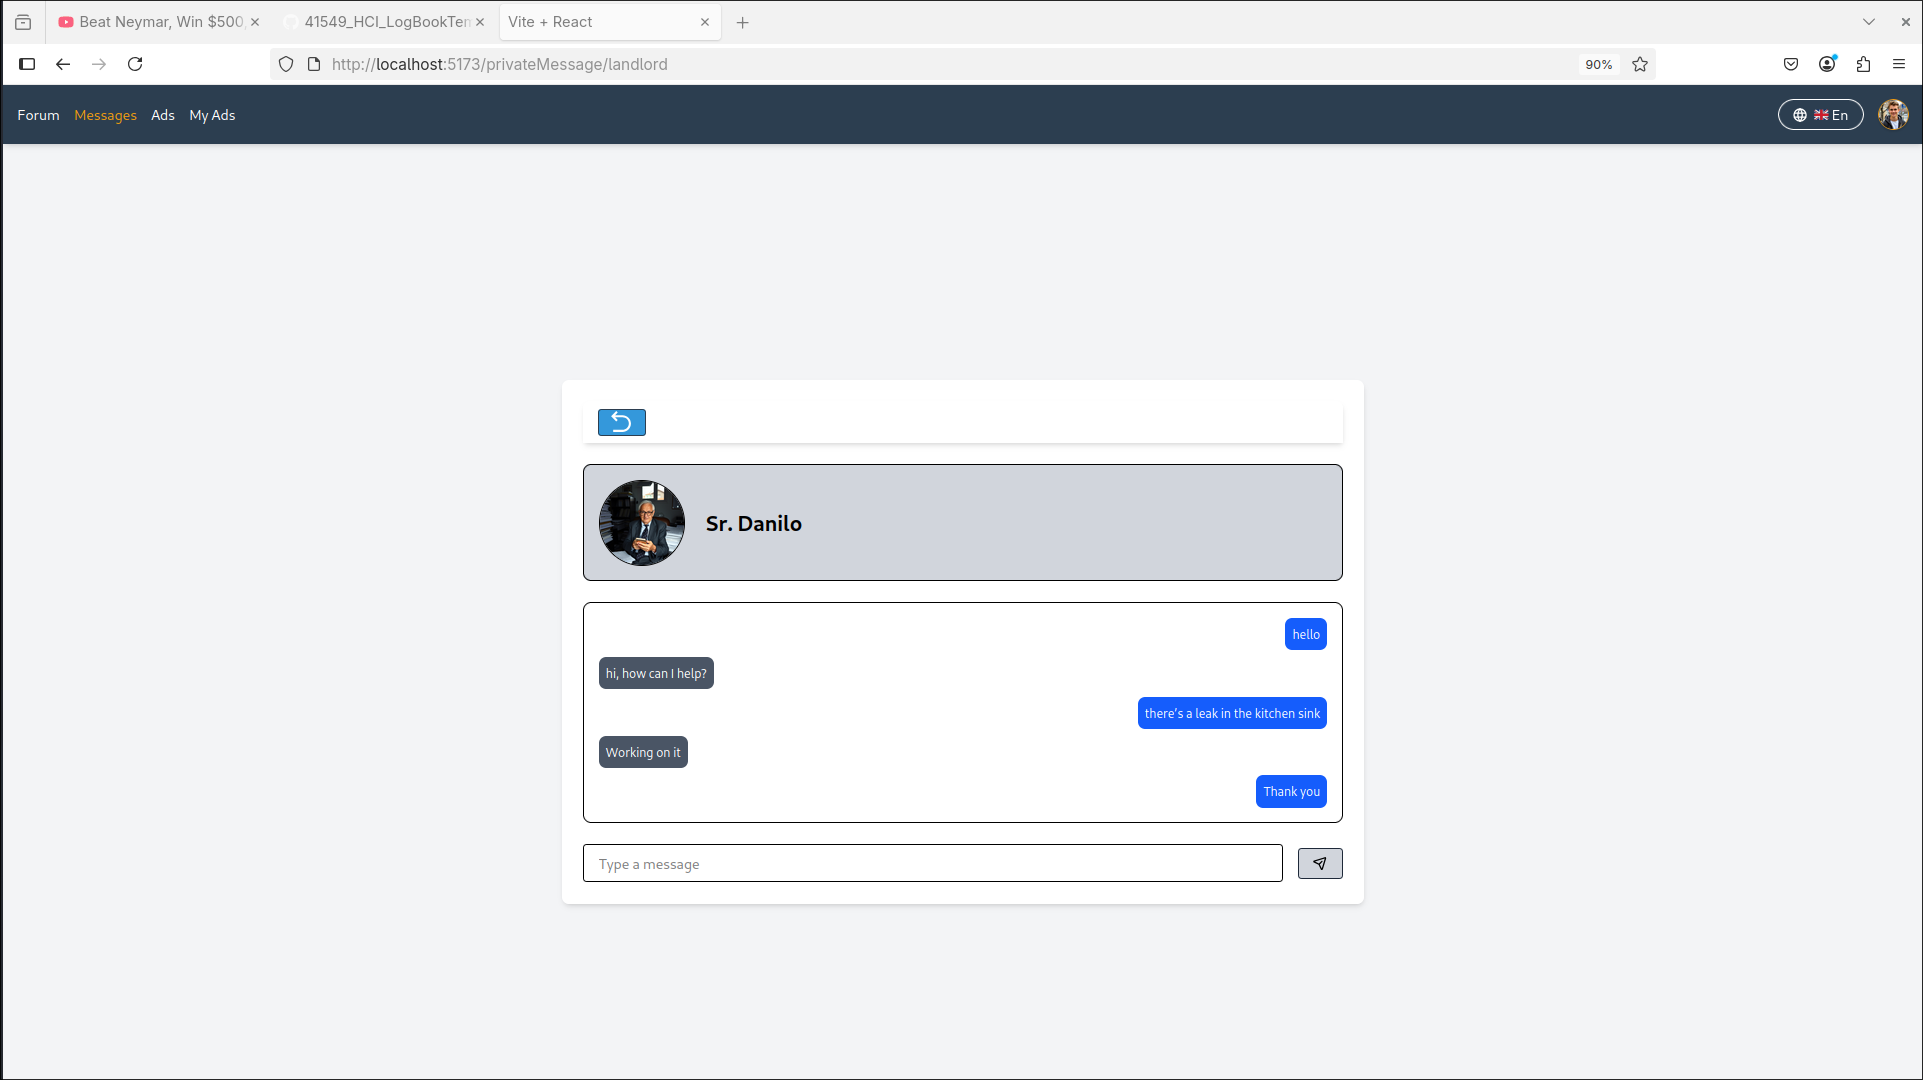 Beat Neymar, Win $500,
41549_HCI_LogBookTem
Vite + React
http://localhost:5173/privateMessage/landlord
90%
Forum Messages Ads My Ads
En
Sr. Danilo
hello
hi, how can I help?
there's a leak in the kitchen sink
Working on it
Thank you
Type a message